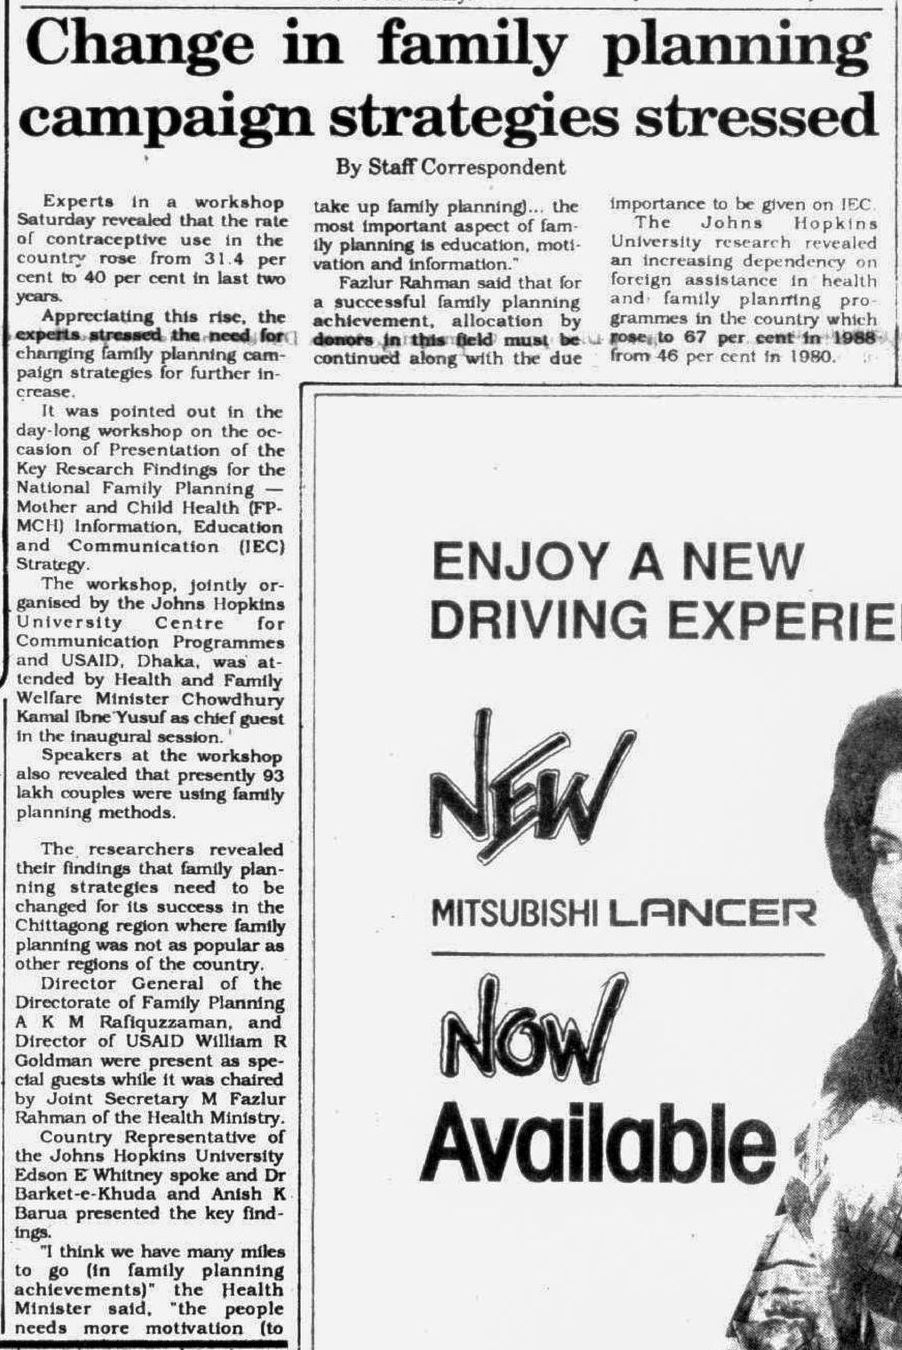 Change in family planning
campaign strategies stressed
By Staff Correspondent
Experts in a workshop
Saturday revealed that the rate
of contraceptive use in the
country rose from 31.4 per
cent to 40 per cent in last two
years.
Appreciating this rise, the
experts stressed the need for
changing family planning cam-
paign strategies for further in-
crease.
It was pointed out in the
day-long workshop on the oc-
casion of Presentation of the
Key Research Findings for the
National Family Planning —
Mother and Child Health (FP-
MCH) Information, Education
and Communication (IEC)
Strategy.
The workshop, jointly or-
ganised by the Johns Hopkins
University Centre for
Communication Programmes
and USAID, Dhaka, was at-
tended by Health and Family
Welfare Minister Chowdhury
Kamal Ibne Yusuf as chief guest
in the inaugural session.
Speakers at the workshop
also revealed that presently 93
lakh couples were using family
planning methods.
The researchers revealed
their findings that family plan-
ning strategies need to be
changed for its success in the
Chittagong region where family
planning was not as popular as
other regions of the country.
Director General of the
Directorate of Family Planning
A K M Rafiquzzaman, and
Director of USAID William R
Goldman were present as spe-
cial guests while it was chaired
by Joint Secretary M Fazlur
Rahman of the Health Ministry.
Country Representative of
the Johns Hopkins University
Edson E Whitney spoke and Dr
Barket-e-Khuda and Anish K
Barua presented the key find-
ings.
"I think we have many miles
to go (in family planning
achievements)" the Health
Minister said, "the people
needs more motivation (to
take up family planning)... the
most important aspect of fam-
ily planning is education, moti-
vation and information."
Fazlur Rahman said that for
a successful family planning
achievement, allocation by
donors in this field must be
continued along with the due
importance to be given on IEC.
The Johns Hopkins
University research revealed
an increasing dependency on
foreign assistance in health
and family planning pro-
grammes in the country which
rose to 67 per cent in 1988
from 46 per cent in 1980.
ENJOY A NEW
DRIVING EXPERIE
NEW
MITSUBISHI LANCER
NOW
Available